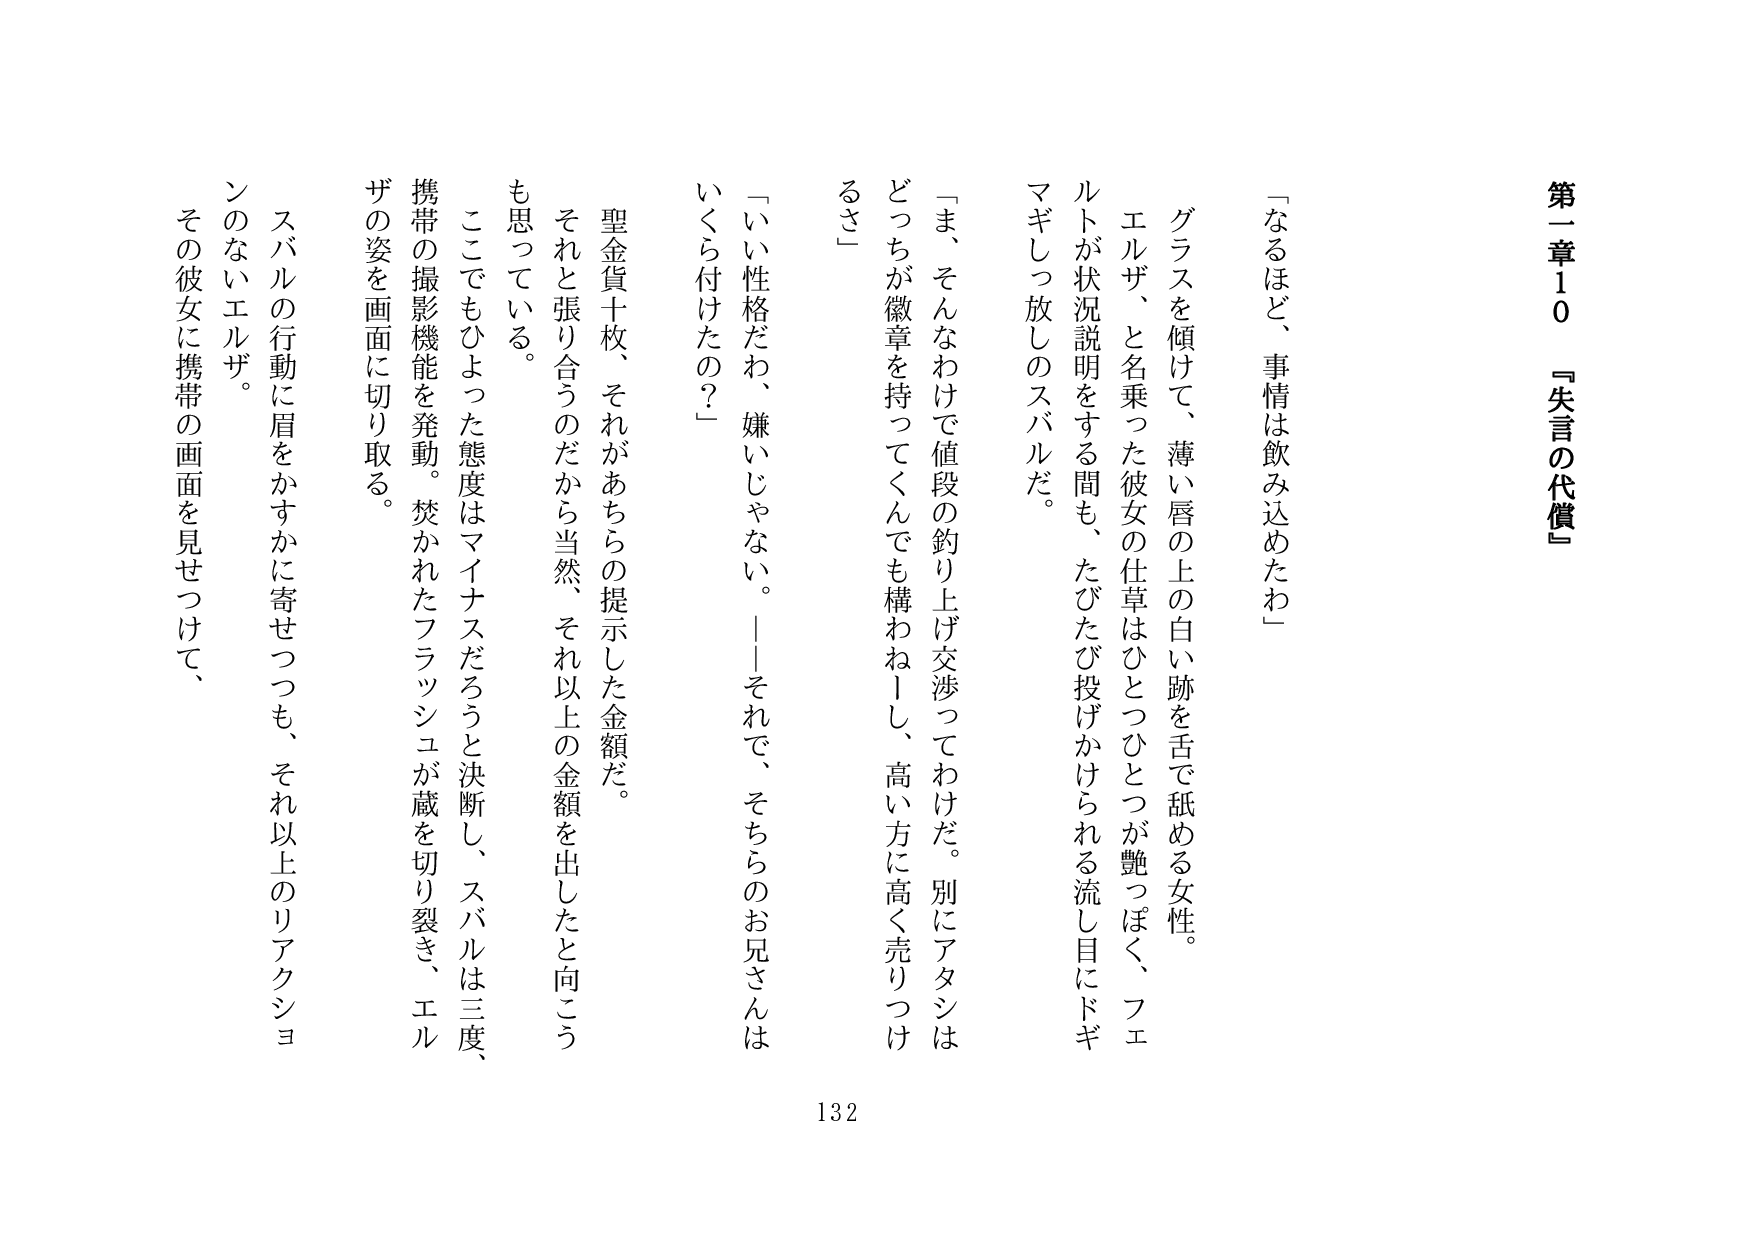 第一章10　『失言の代償』
「なるほど、事情は飲み込めたわ」
　グラスを傾けて、薄い唇の上の白い跡を舌で舐める女性。
　エルザ、と名乗った彼女の仕草はひとつひとつが艶っぽく、フェ
ルトが状況説明をする間も、たびたび投げかけられる流し目にドギ
マギしっ放しのスバルだ。
「ま、そんなわけで値段の釣り上げ交渉ってわけだ。別にアタシは
どっちが徽章を持ってくんでも構わねーし、高い方に高く売りつけ
るさ」
「いい性格だわ、嫌いじゃない。――それで、そちらのお兄さんは
いくら付けたの？」
　聖金貨十枚、それがあちらの提示した金額だ。
　それと張り合うのだから当然、それ以上の金額を出したと向こう
も思っている。
　ここでもひよった態度はマイナスだろうと決断し、スバルは三度、
携帯の撮影機能を発動。焚かれたフラッシュが蔵を切り裂き、エル
ザの姿を画面に切り取る。
　スバルの行動に眉をかすかに寄せつつも、それ以上のリアクショ
ンのないエルザ。
　その彼女に携帯の画面を見せつけて、
132